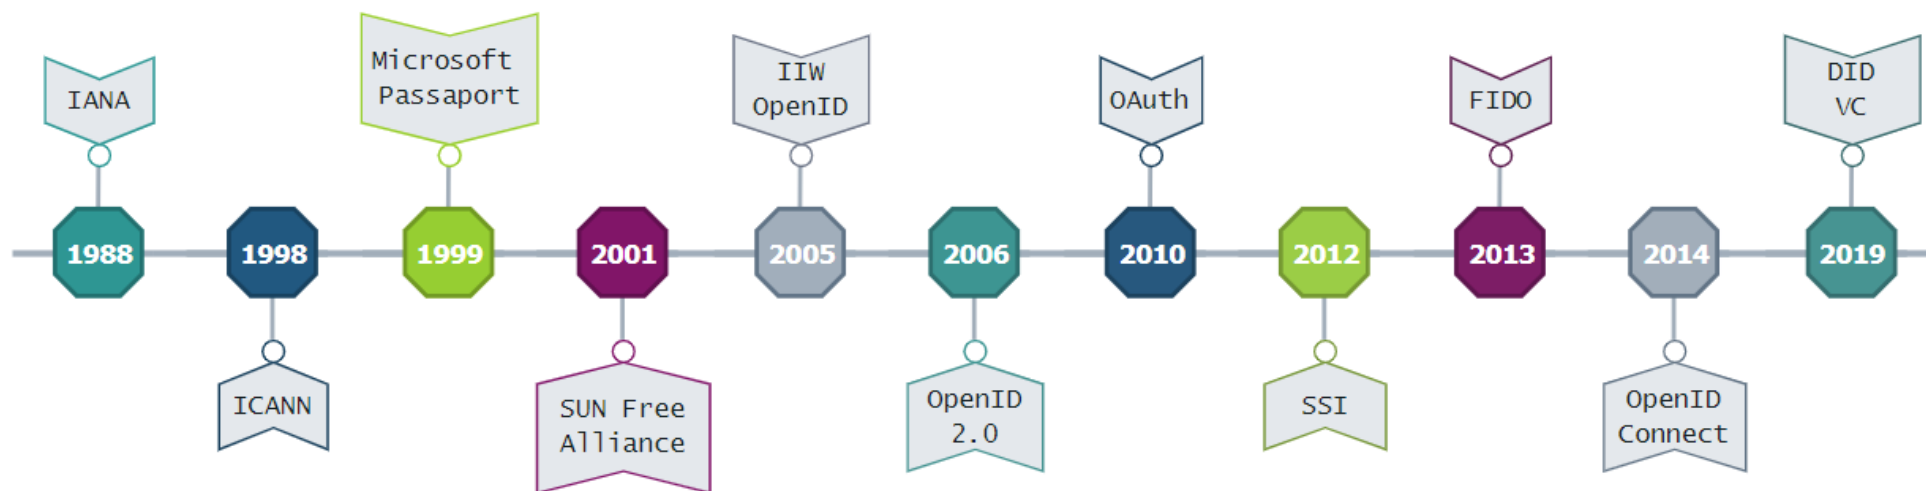 IANA
Microsoft
Passaport
IIW
OpenID
OAuth
FIDO
DID
VC
1988
1998
1999
2001
2005
2006
2010
2012
2013
2014
2019
ICANN
SUN Free
Alliance
OpenID
2.0
SSI
OpenID
Connect